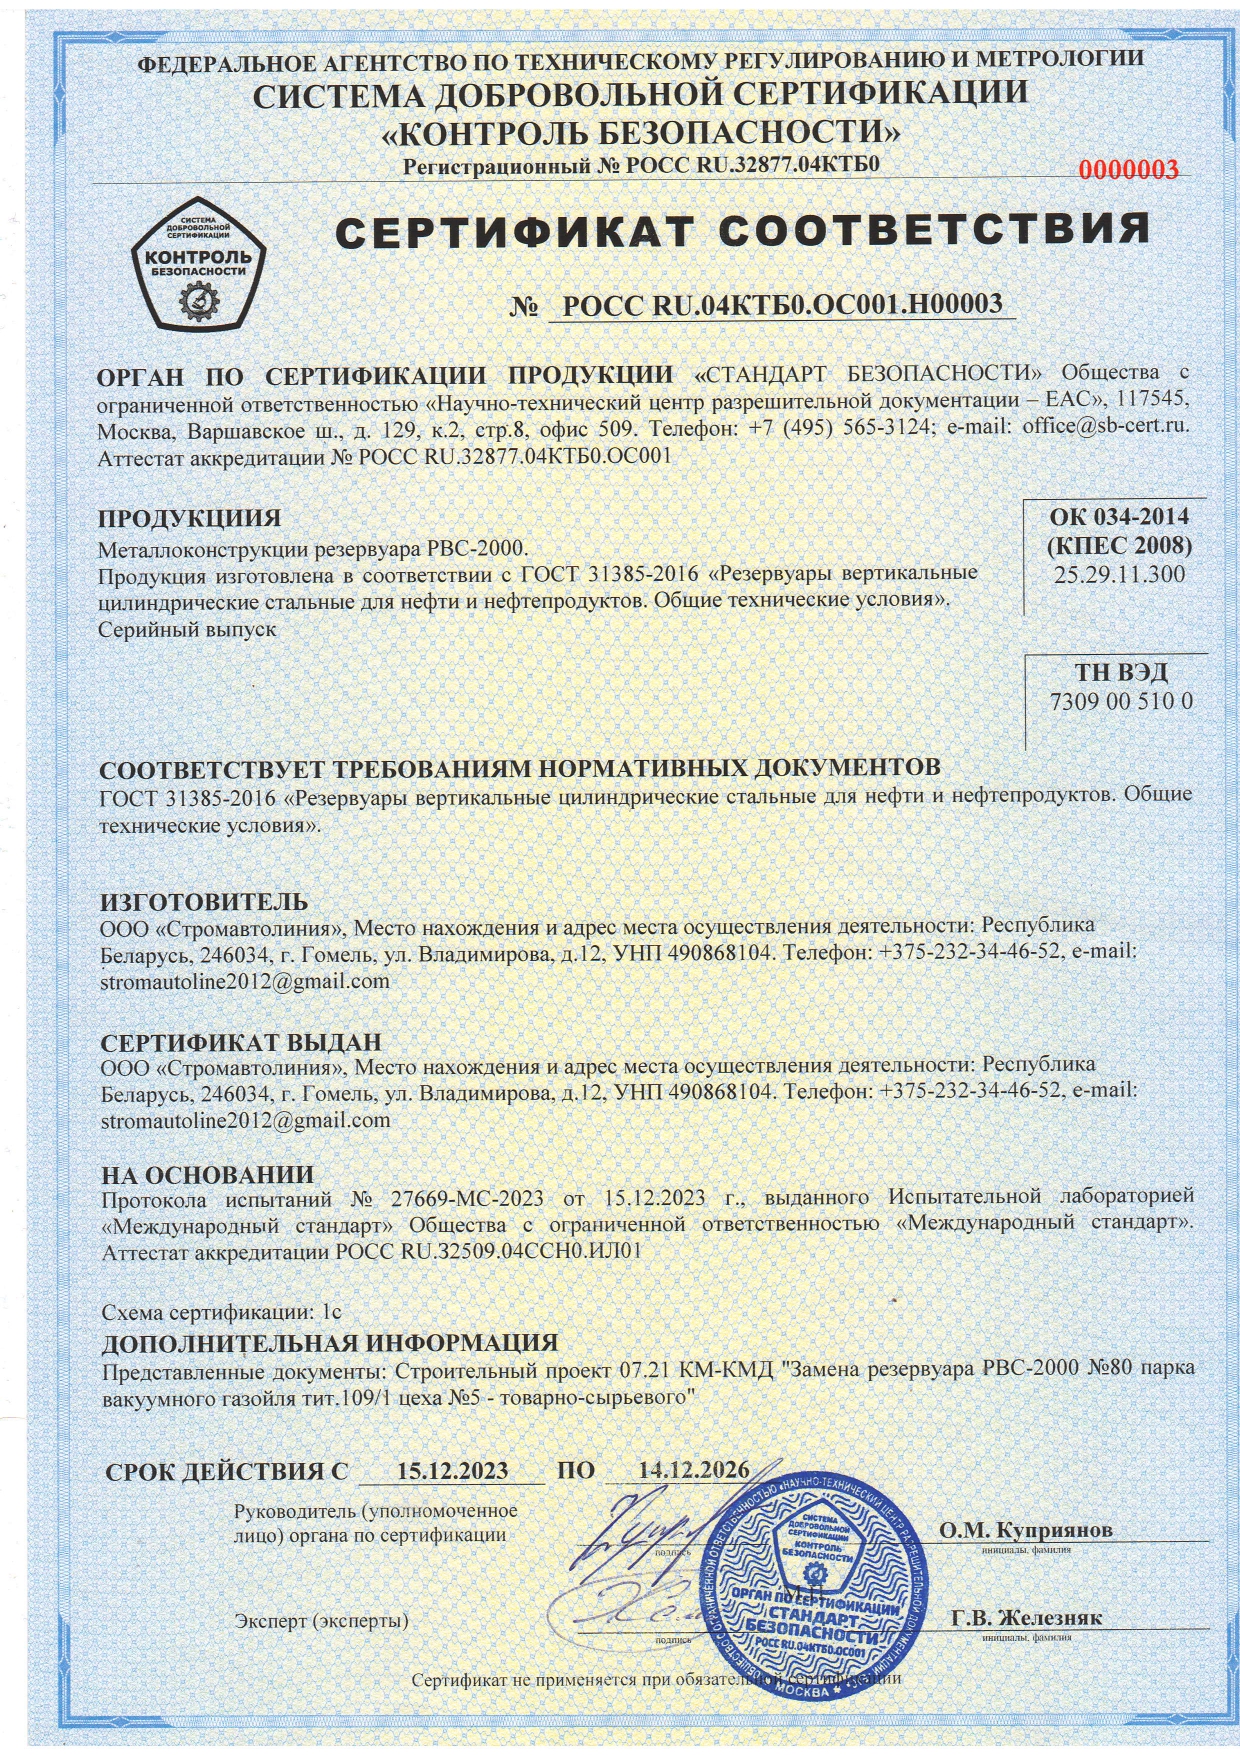 ФЕДЕРАЛЬНОЕ АГЕНТСТВО ПО ТЕХНИЧЕСКОМУ РЕГУЛИРОВАНИЮ И МЕТРОЛОГИИ
СИСТЕМА ДОБРОВОЛЬНОЙ СЕРТИФИКАЦИИ
«КОНТРОЛЬ БЕЗОПАСНОСТИ»
Регистрационный № РОСС RU.32877.04КТБ0
0000003
СИСТЕМА
ДОБРОВОЛЬНОЙ
СЕРТИФИКАЦИИ
КОНТРОЛЬ
БЕЗОПАСНОСТИ
СЕРТИФИКАТ СООТВЕТСТВИЯ
№ РОСС RU.04КТБ0.ОС001.Н00003
ОРГАН ПО СЕРТИФИКАЦИИ ПРОДУКЦИИ «СТАНДАРТ БЕЗОПАСНОСТИ» Общества с
ограниченной ответственностью «Научно-технический центр разрешительной документации – ЕАС», 117545,
Москва, Варшавское ш., д. 129, к.2, стр.8, офис 509. Телефон: +7 (495) 565-3124; e-mail: office@sb-cert.ru.
Аттестат аккредитации № РОСС RU.32877.04КТБ0.ОС001
ПРОДУКЦИИЯ
Металлоконструкции резервуара РВС-2000.
Продукция изготовлена в соответствии с ГОСТ 31385-2016 «Резервуары вертикальные
цилиндрические стальные для нефти и нефтепродуктов. Общие технические условия».
Серийный выпуск
ОК 034-2014
(КПЕС 2008)
25.29.11.300
ТН ВЭД
7309 00 510 0
СООТВЕТСТВУЕТ ТРЕБОВАНИЯМ НОРМАТИВНЫХ ДОКУМЕНТОВ
ГОСТ 31385-2016 «Резервуары вертикальные цилиндрические стальные для нефти и нефтепродуктов. Общие
технические условия».
ИЗГОТОВИТЕЛЬ
ООО «Стромавтолиния», Место нахождения и адрес места осуществления деятельности: Республика
Беларусь, 246034, г. Гомель, ул. Владимирова, д.12, УНП 490868104. Телефон: +375-232-34-46-52, e-mail:
stromautoline2012@gmail.com
СЕРТИФИКАТ ВЫДАН
ООО «Стромавтолиния», Место нахождения и адрес места осуществления деятельности: Республика
Беларусь, 246034, г. Гомель, ул. Владимирова, д.12, УНП 490868104. Телефон: +375-232-34-46-52, e-mail:
stromautoline2012@gmail.com
НА ОСНОВАНИИ
Протокола испытаний № 27669-МС-2023 от 15.12.2023 г., выданного Испытательной лабораторией
«Международный стандарт» Общества с ограниченной ответственностью «Международный стандарт».
Аттестат аккредитации РОСС RU.32509.04ССН0.ИЛ01
Схема сертификации: 1с
ДОПОЛНИТЕЛЬНАЯ ИНФОРМАЦИЯ
Представленные документы: Строительный проект 07.21 КМ-КМД "Замена резервуара РВС-2000 №80 парка
вакуумного газойля тит.109/1 цеха №5 - товарно-сырьевого"
СРОК ДЕЙСТВИЯ С 15.12.2023 ПО 14.12.2026
Руководитель (уполномоченное
лицо) органа по сертификации
подпись
О.М. Куприянов
инициалы, фамилия
М.П.
Эксперт (эксперты)
подпись
Г.В. Железняк
инициалы, фамилия
СИСТЕМА
ДОБРОВОЛЬНОЙ
СЕРТИФИКАЦИИ
КОНТРОЛЬ
БЕЗОПАСНОСТИ
ОРГАН ПО СЕРТИФИКАЦИИ
СТАНДАРТ
БЕЗОПАСНОСТИ
РОСС RU.04КТБ0.ОС001
МОСКВА
Сертификат не применяется при обязательной сертификации